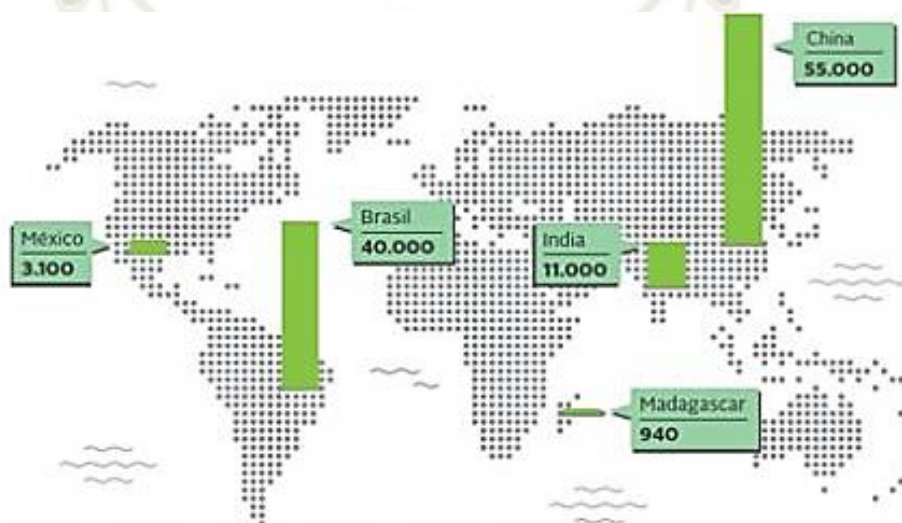 China
55.000
Brasil
40.000
México
3.100
India
11.000
Madagascar
940